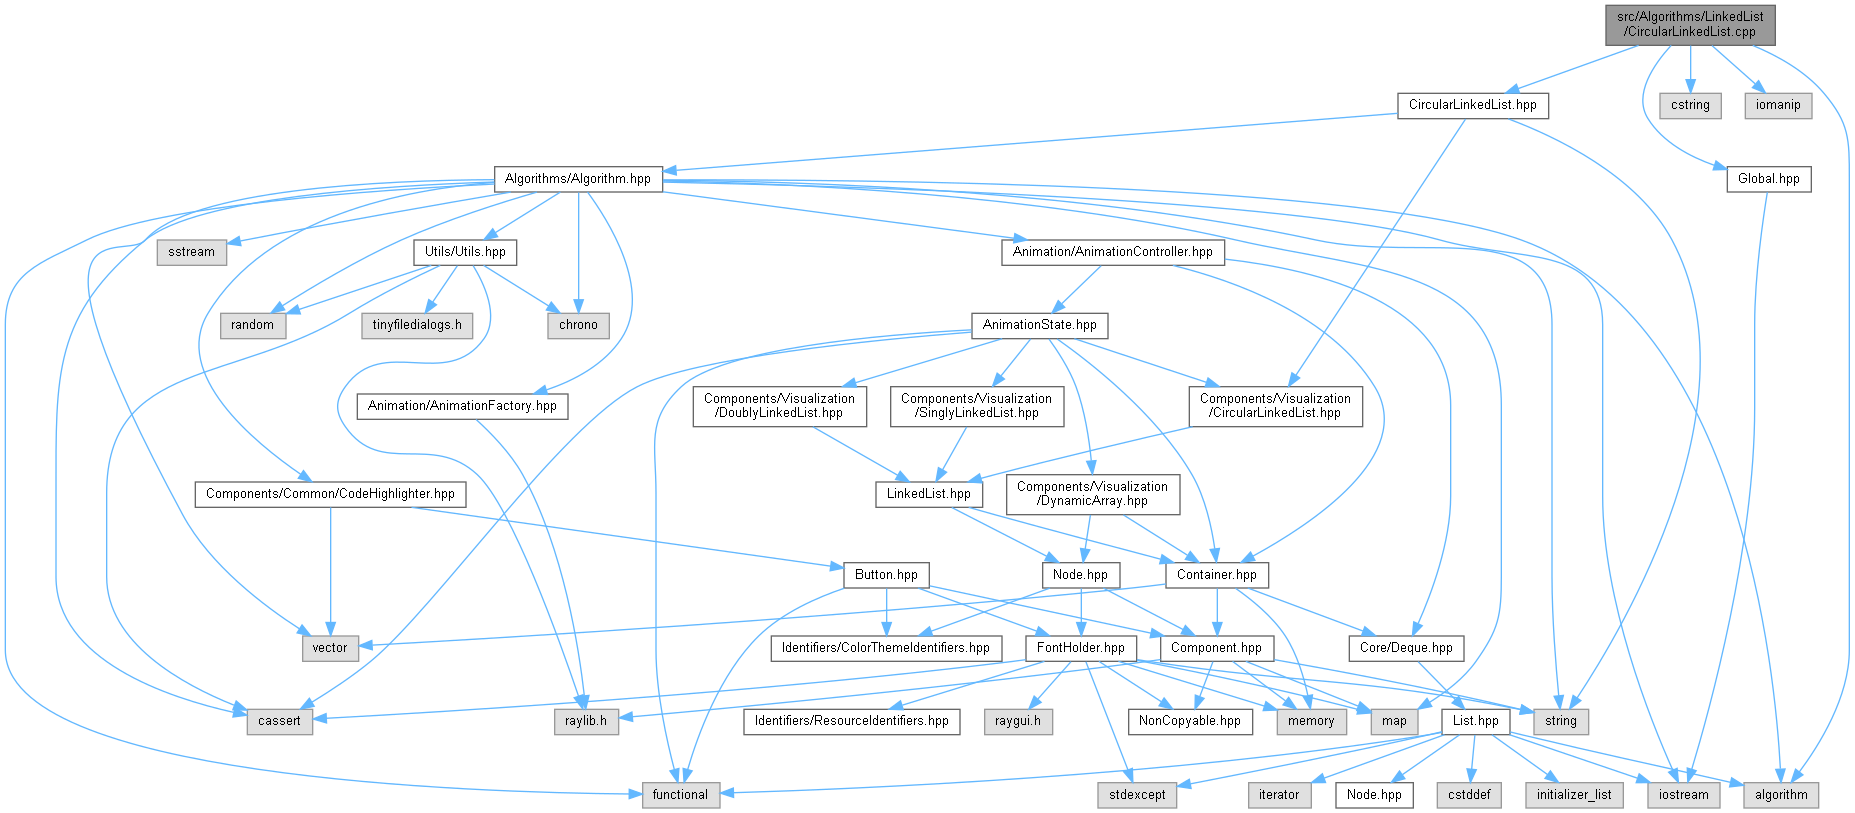 src/Algorithms/LinkedList
/CircularLinkedList.cpp
CircularLinkedList.hpp
cstring
iomanip
Algorithms/Algorithm.hpp
Global.hpp
sstream
Utils/Utils.hpp
Animation/AnimationController.hpp
random
tinyfiledialogs.h
chrono
AnimationState.hpp
Animation/AnimationFactory.hpp
Components/Visualization
/DoublyLinkedList.hpp
Components/Visualization
/SinglyLinkedList.hpp
Components/Visualization
/CircularLinkedList.hpp
Components/Common/CodeHighlighter.hpp
LinkedList.hpp
Components/Visualization
/DynamicArray.hpp
Button.hpp
Node.hpp
Container.hpp
vector
Identifiers/ColorThemeIdentifiers.hpp
FontHolder.hpp
Component.hpp
Core/Deque.hpp
cassert
raylib.h
Identifiers/ResourceIdentifiers.hpp
raygui.h
NonCopyable.hpp
memory
map
List.hpp
string
functional
stdexcept
iterator
Node.hpp
cstddef
initializer_list
iostream
algorithm